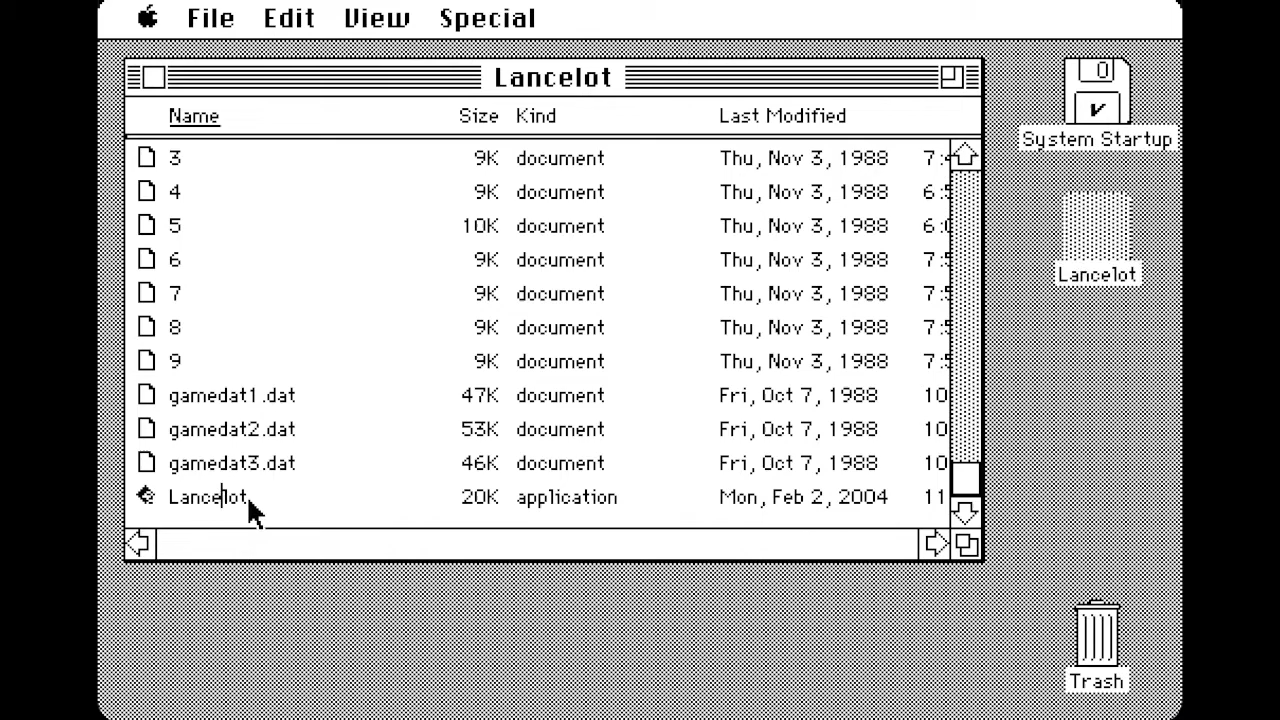 File Edit View Special
Lancelot
Name Size Kind Last Modified
3 9K document Thu, Nov 3, 1988
4 9K document Thu, Nov 3, 1988
5 10K document Thu, Nov 3, 1988
6 9K document Thu, Nov 3, 1988
7 9K document Thu, Nov 3, 1988
8 9K document Thu, Nov 3, 1988
9 9K document Thu, Nov 3, 1988
gamedat1.dat 47K document Fri, Oct 7, 1988 10
gamedat2.dat 53K document Fri, Oct 7, 1988 10
gamedat3.dat 46K document Fri, Oct 7, 1988 10
Lancelot 20K application Mon, Feb 2, 2004 11
System Startup
Lancelot
Trash